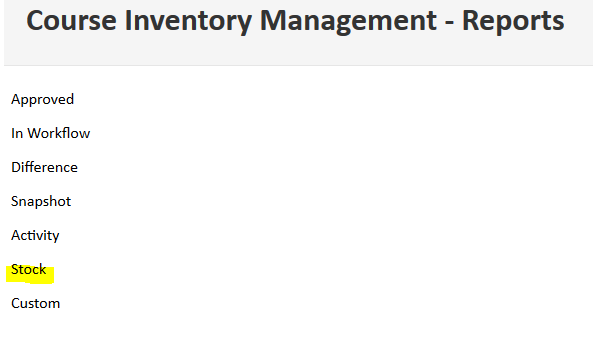 Course Inventory Management - Reports
Approved
In Workflow
Difference
Snapshot
Activity
Stock
Custom